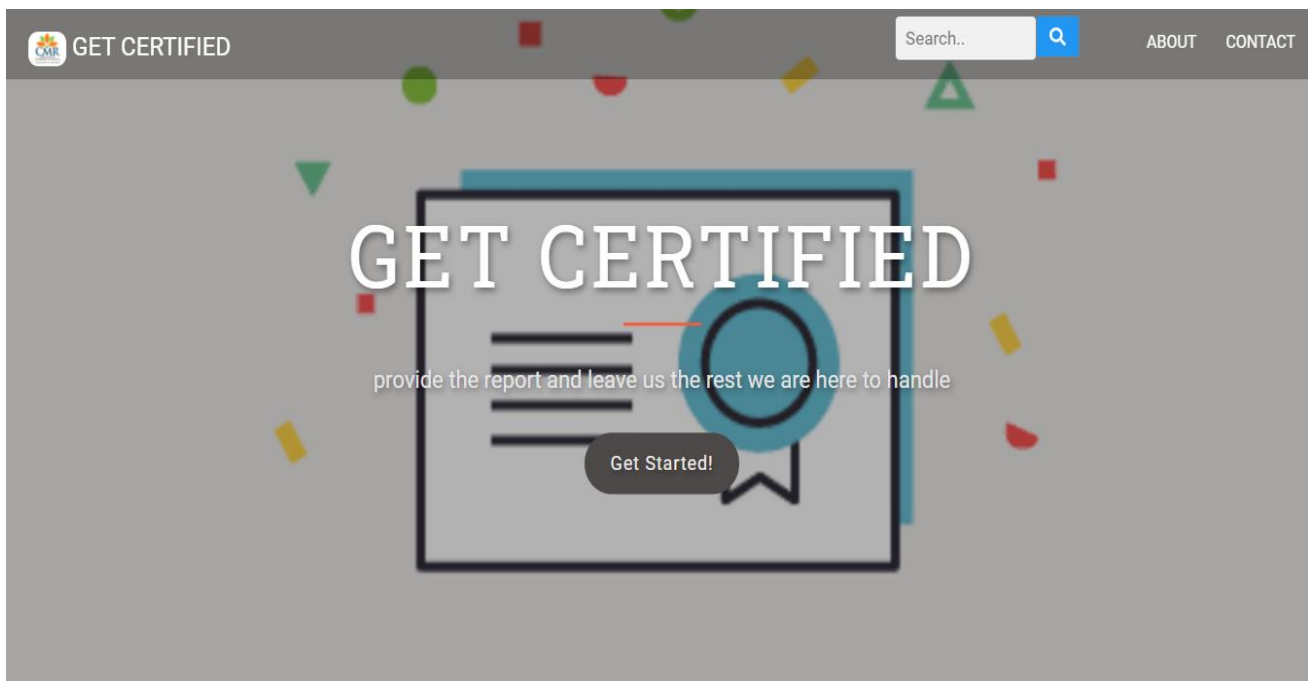 CMR
GET CERTIFIED
Search..
ABOUT
CONTACT
GET CERTIFIED
provide the report and leave us the rest we are here to handle
Get Started!